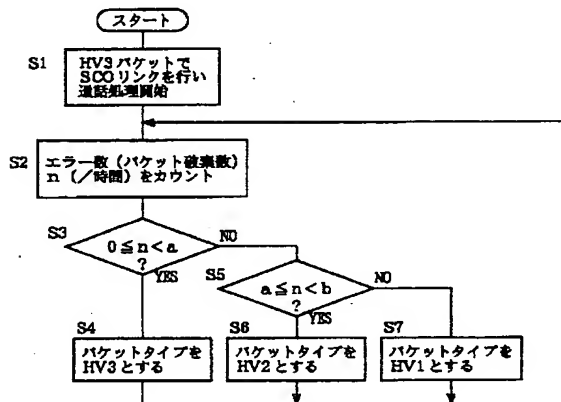 スタート
S1
HV3パケットで
SCOリンクを行い
通話処理開始
S2
エラー数（パケット破棄数）
n（／時間）をカウント
S3
0≦n<a
?
NO
YES
S5
a≦n<b
?
NO
YES
S4
パケットタイプを
HV3とする
S6
パケットタイプを
HV2とする
S7
パケットタイプを
HV1とする